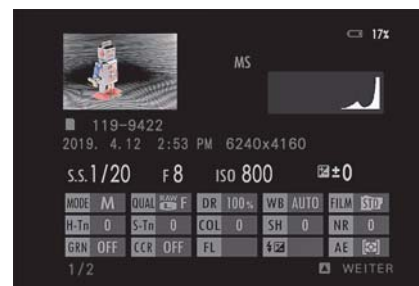 17%
MS
119-9422
2019. 4.12 2:53 PM 6240x4160
S.S.1/20 F8 ISO 800 ±0
MODE M QUAL RAW L F DR 100% WB AUTO FILM STD
H-Tn 0 S-Tn 0 COL 0 SH 0 NR 0
GRN OFF CCR OFF FL AE
1/2 WEITER